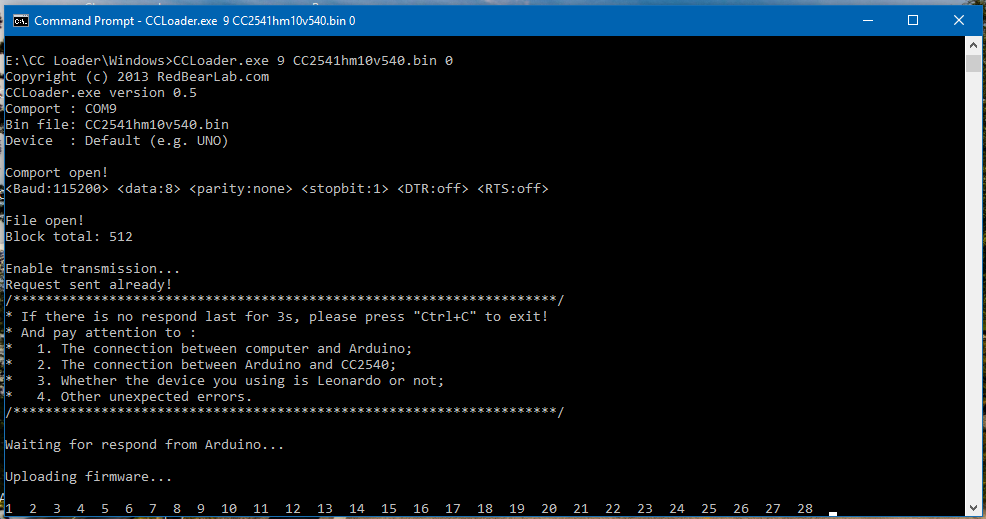 Command Prompt - CCLoader.exe 9 CC2541hm10v540.bin 0
E:\CC Loader\Windows>CCLoader.exe 9 CC2541hm10v540.bin 0
Copyright (c) 2013 RedBearLab.com
CCLoader.exe version 0.5
Comport : COM9
Bin file: CC2541hm10v540.bin
Device  : Default (e.g. UNO)
Comport open!
<Baud:115200> <data:8> <parity:none> <stopbit:1> <DTR:off> <RTS:off>
File open!
Block total: 512
Enable transmission...
Request sent already!
/********************************************************************/
* If there is no respond last for 3s, please press "Ctrl+C" to exit!
* And pay attention to :
*   1. The connection between computer and Arduino;
*   2. The connection between Arduino and CC2540;
*   3. Whether the device you using is Leonardo or not;
*   4. Other unexpected errors.
/********************************************************************/
Waiting for respond from Arduino...
Uploading firmware...
1  2  3  4  5  6  7  8  9  10  11  12  13  14  15  16  17  18  19  20  21  22  23  24  25  26  27  28